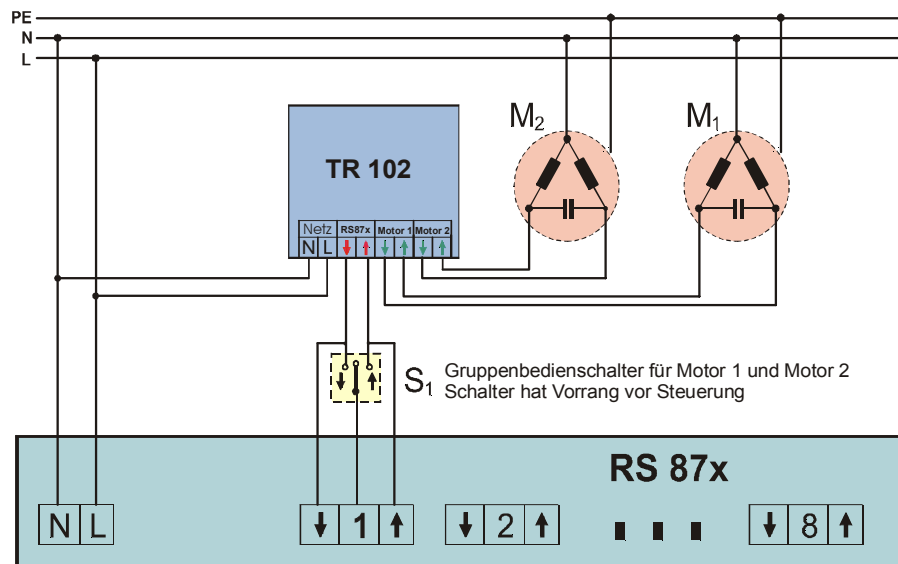 PE
N
L
M₂
M₁
TR 102
Netz RS87x Motor 1 Motor 2
N L ↓ ↑ ↓ ↑ ↓ ↑
↓ ↑
S₁
Gruppenbedienschalter für Motor 1 und Motor 2
Schalter hat Vorrang vor Steuerung
RS 87x
N L ↓ 1 ↑ ↓ 2 ↑ ↓ 8 ↑